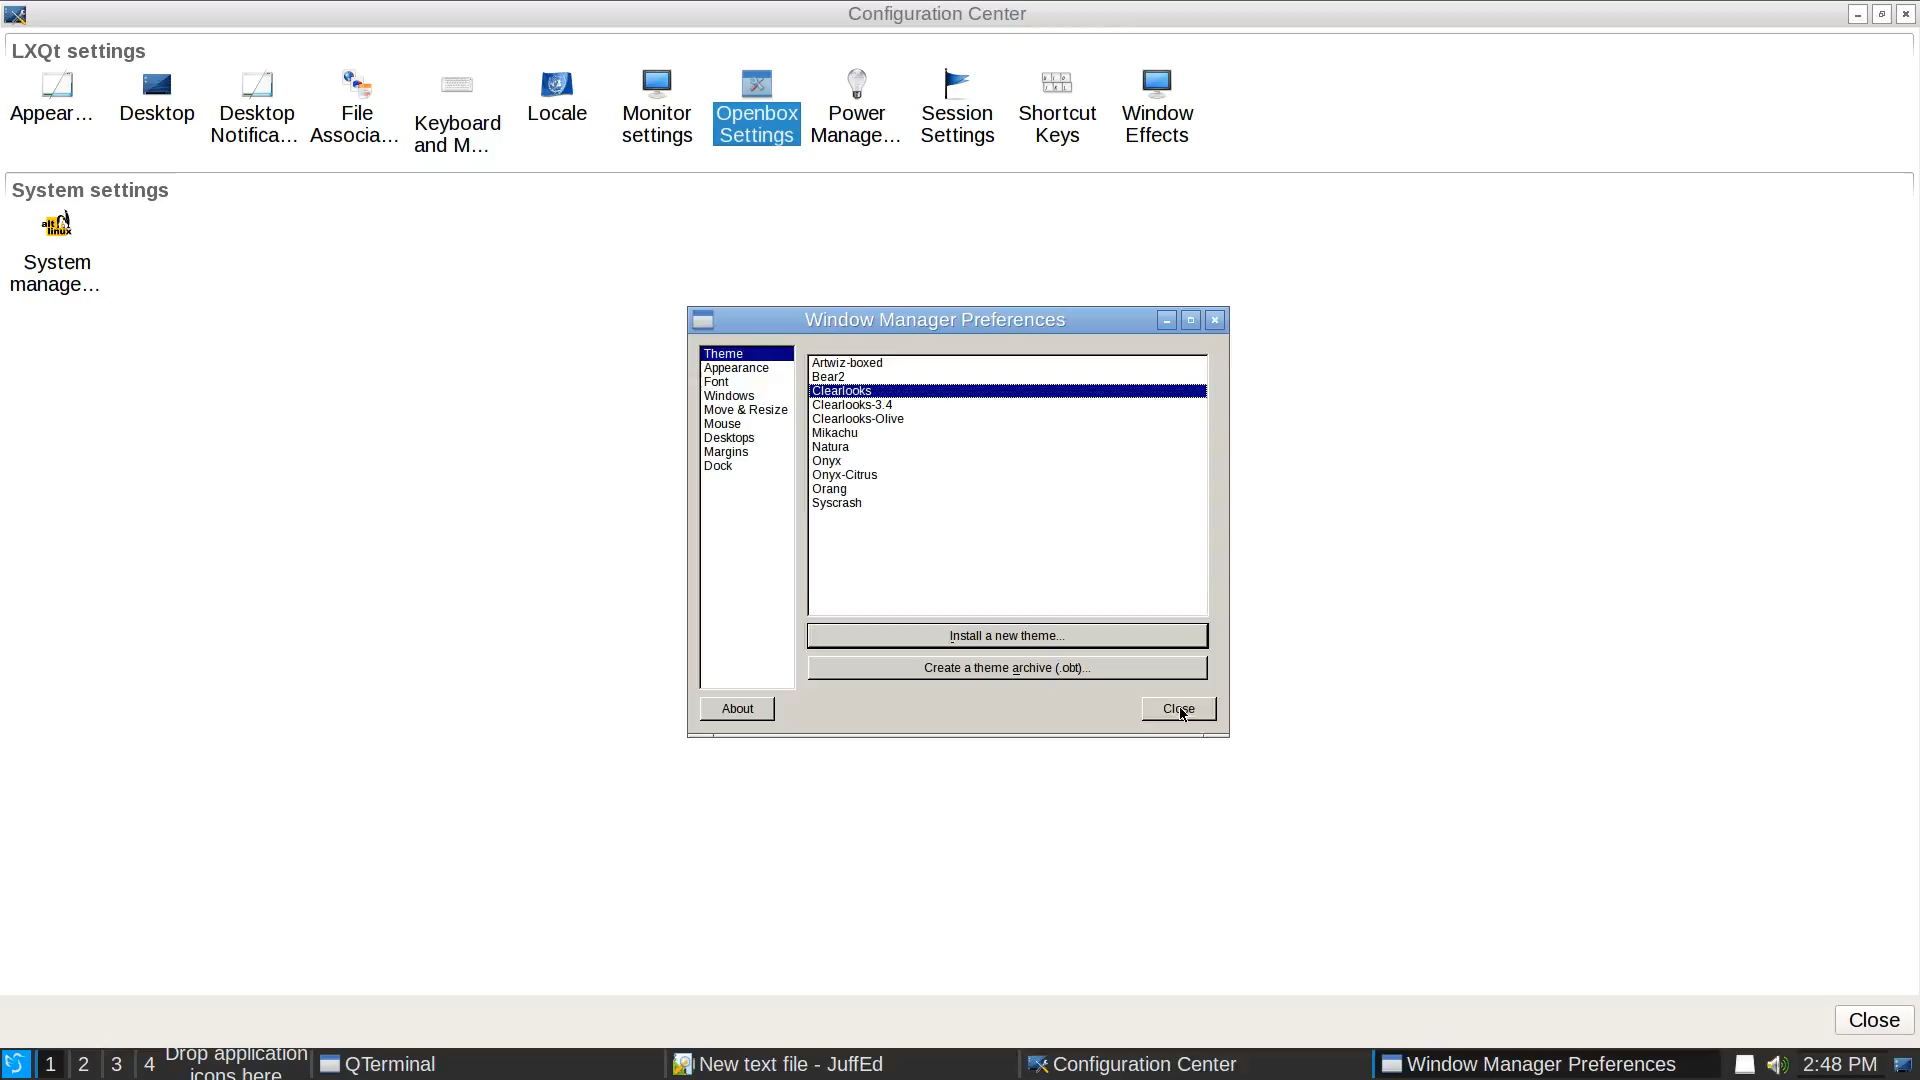 Configuration Center
LXQt settings
Appear...
Desktop
Desktop
Notifica...
File
Associa...
Keyboard
and M...
Locale
Monitor
settings
Openbox
Settings
Power
Manage...
Session
Settings
Shortcut
Keys
Window
Effects
System settings
alt
linux
System
manage...
Window Manager Preferences
Theme
Appearance
Font
Windows
Move & Resize
Mouse
Desktops
Margins
Dock
Artwiz-boxed
Bear2
Clearlooks
Clearlooks-3.4
Clearlooks-Olive
Mikachu
Natura
Onyx
Onyx-Citrus
Orang
Syscrash
Install a new theme...
Create a theme archive (.obt)...
About
Close
Close
1 2 3 4
Drop application
icons here
QTerminal
New text file - JuffEd
Configuration Center
Window Manager Preferences
2:48 PM